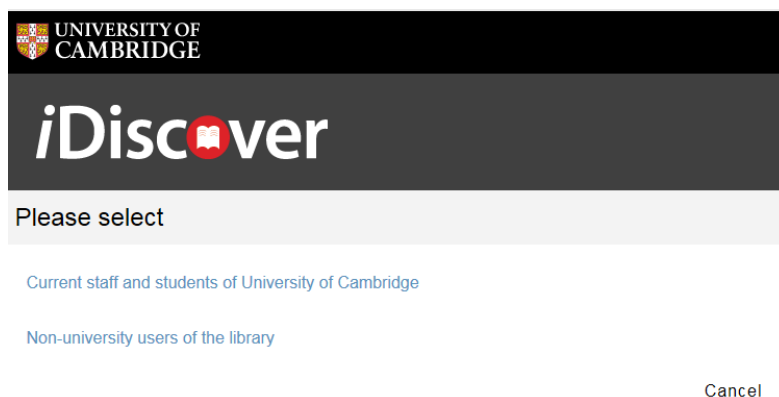 UNIVERSITY OF
CAMBRIDGE
iDiscover
Please select
Current staff and students of University of Cambridge
Non-university users of the library
Cancel